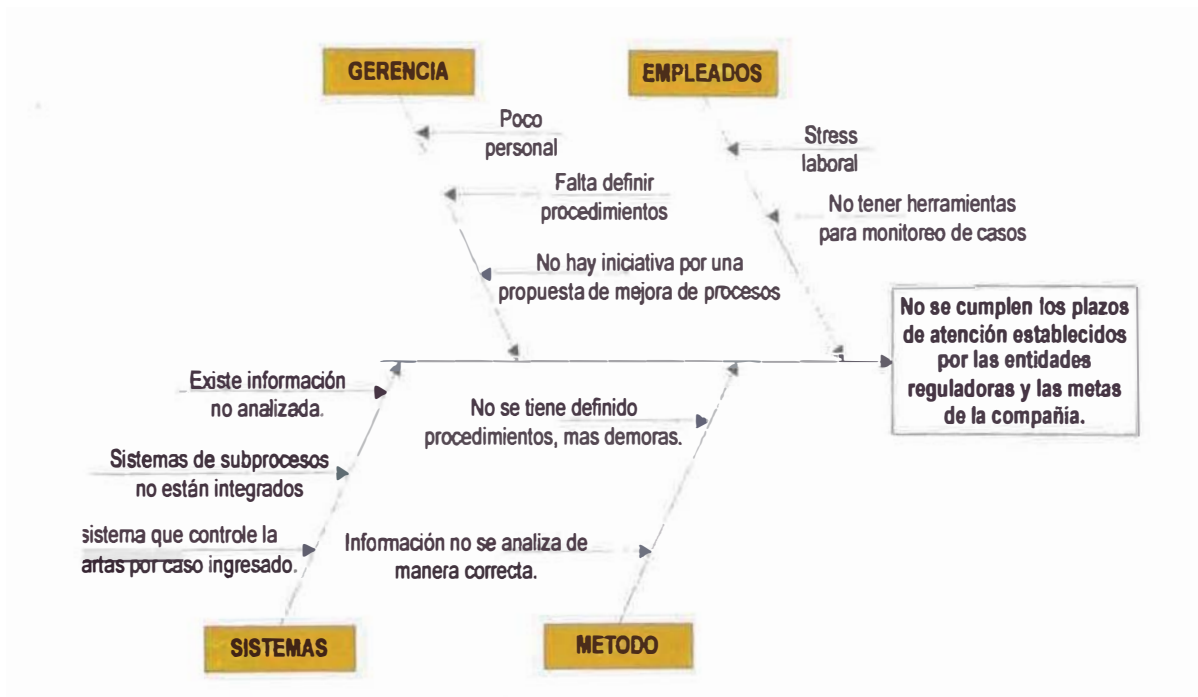 GERENCIA
EMPLEADOS
Poco
personal
Stress
laboral
Falta definir
procedimientos
No tener herramientas
para monitoreo de casos
No hay iniciativa por una
propuesta de mejora de procesos
No se cumplen los plazos
de atención establecidos
por las entidades
reguladoras y las metas
de la compañía.
Existe información
no analizada.
No se tiene definido
procedimientos, mas demoras.
Sistemas de subprocesos
no están integrados
sistema que controle la
artas por caso ingresado.
Información no se analiza de
manera correcta.
SISTEMAS
METODO